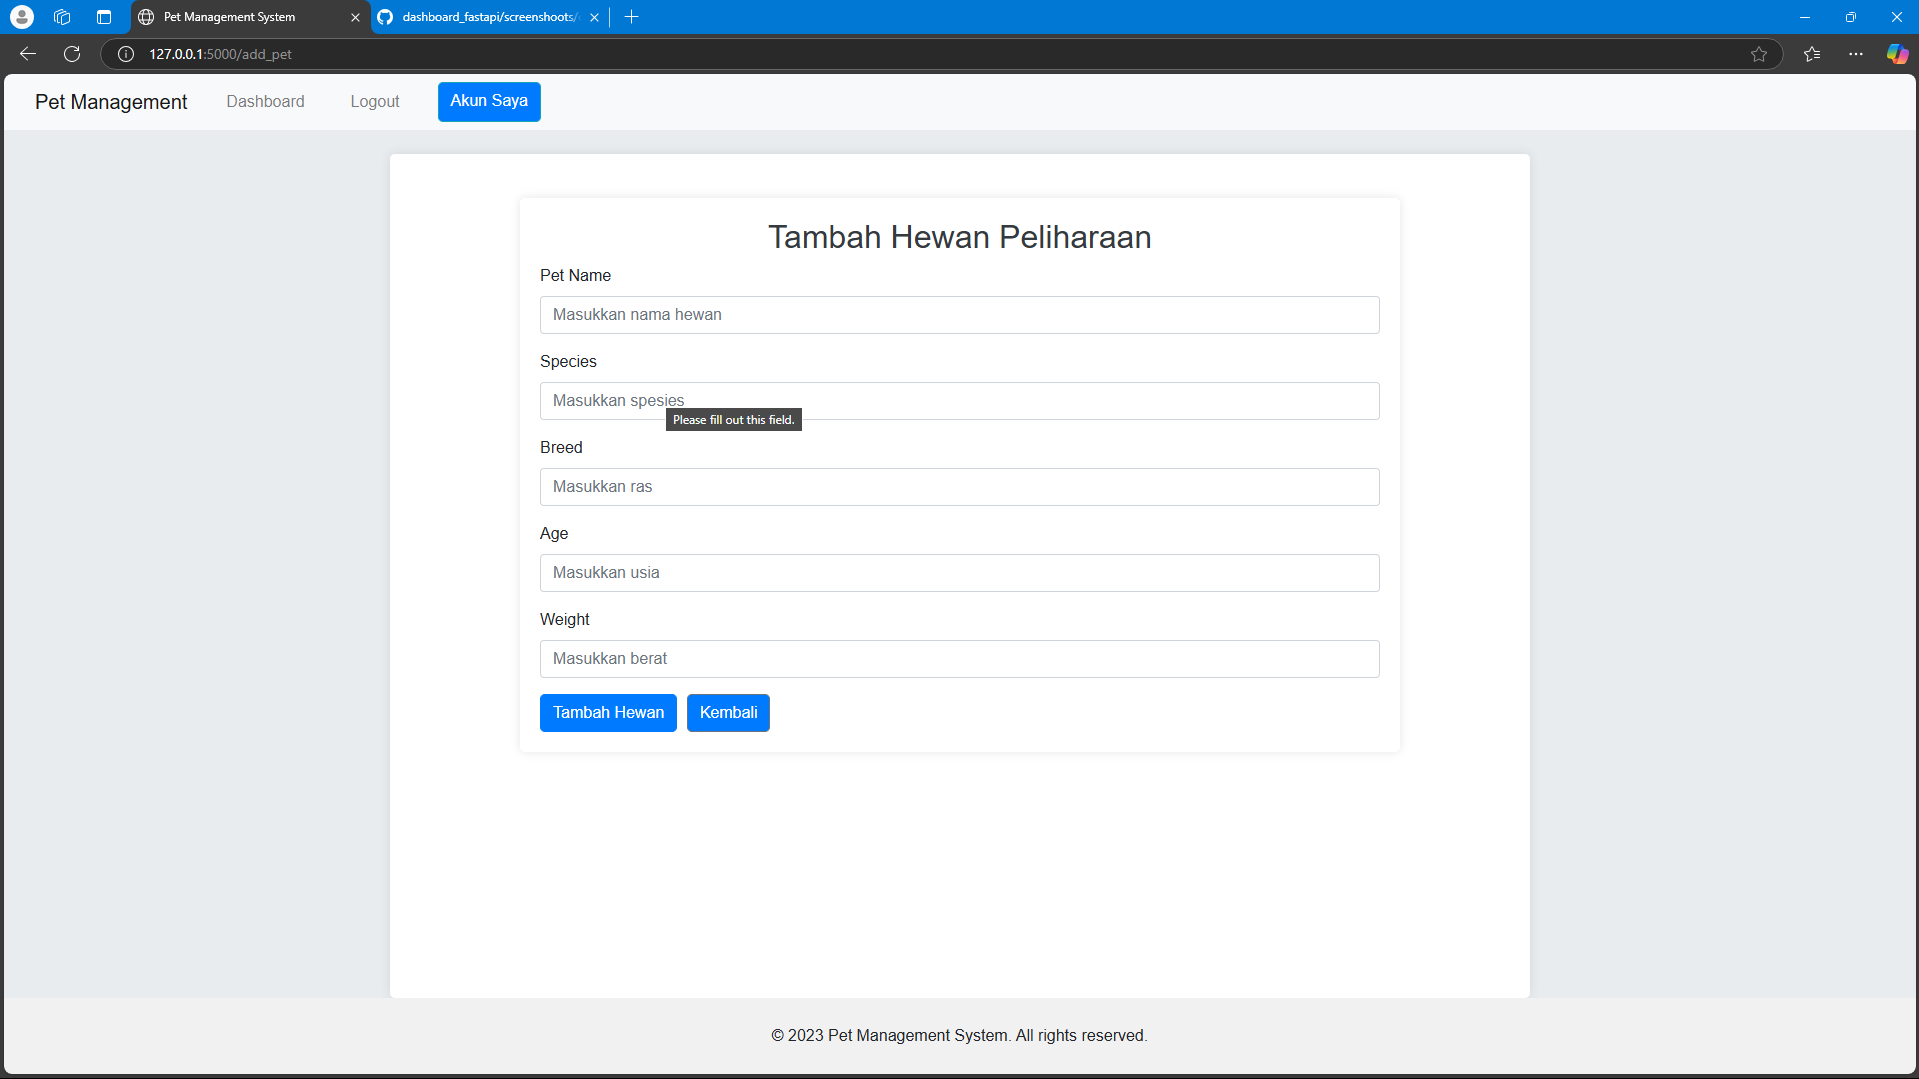 Pet Management System
dashboard_fastapi/screenshoots/
127.0.0.1:5000/add_pet
Pet Management Dashboard Logout Akun Saya
Tambah Hewan Peliharaan
Pet Name
Masukkan nama hewan
Species
Masukkan spesies
Please fill out this field.
Breed
Masukkan ras
Age
Masukkan usia
Weight
Masukkan berat
Tambah Hewan Kembali
© 2023 Pet Management System. All rights reserved.